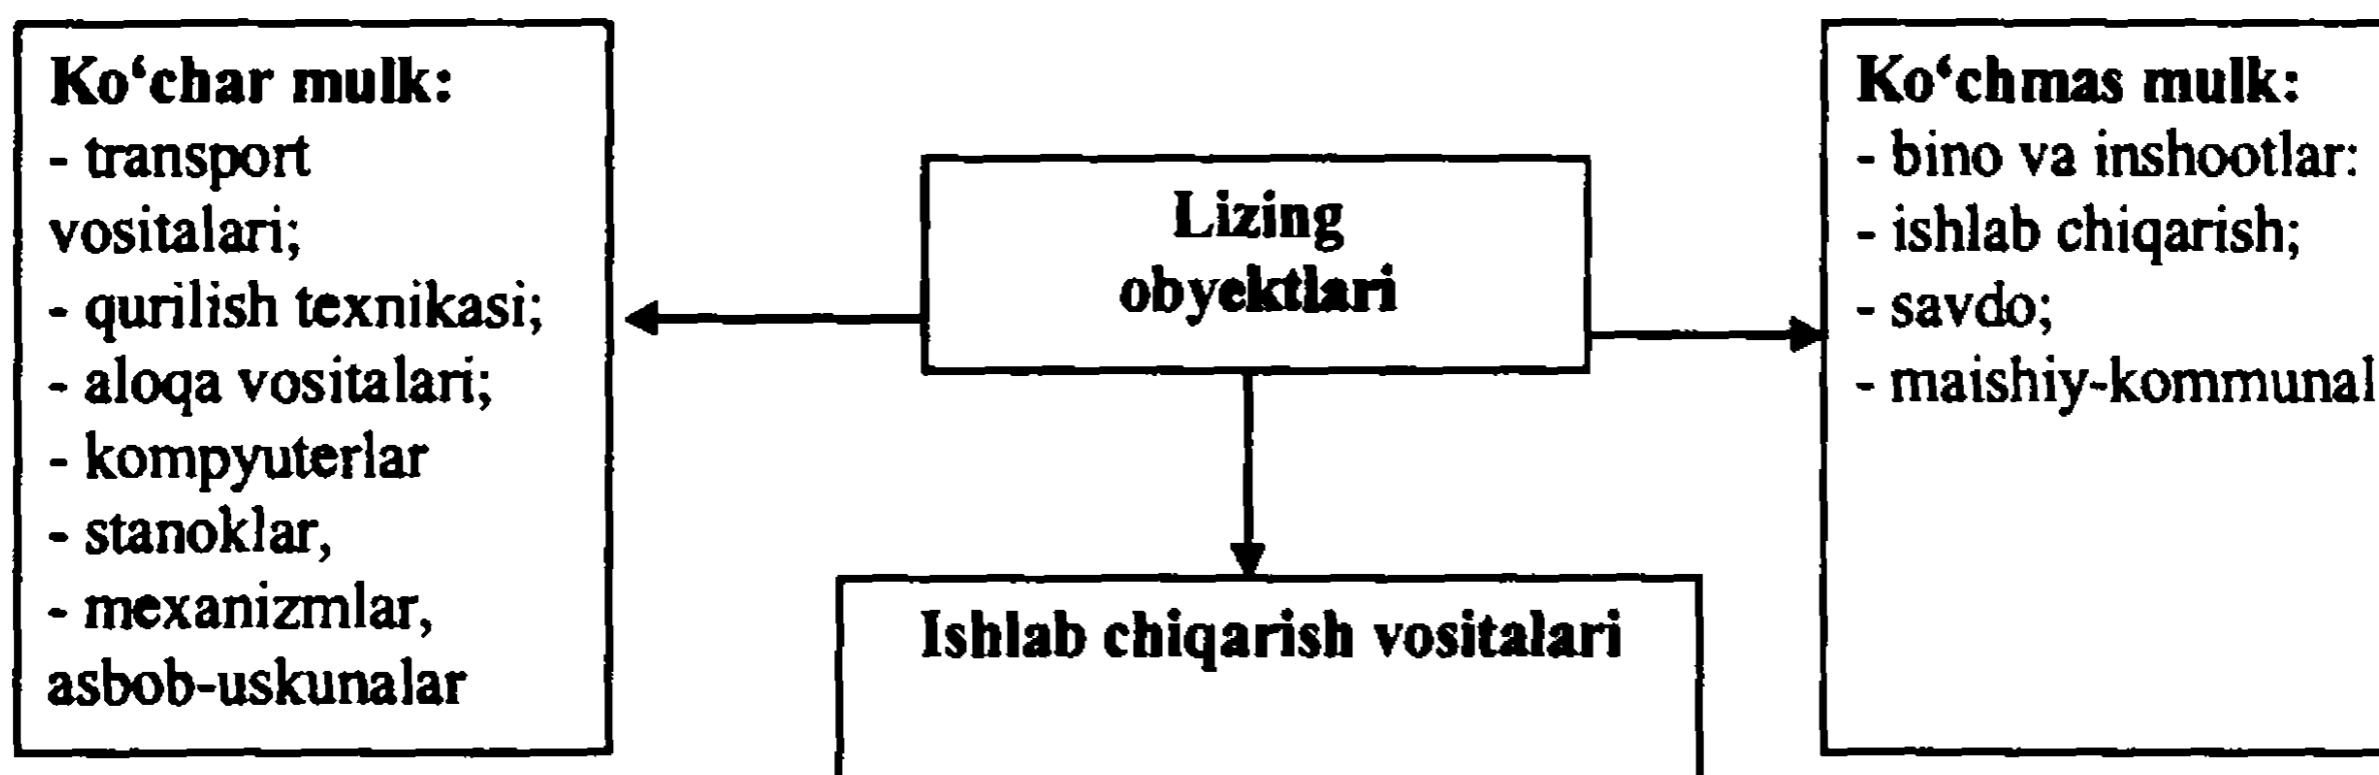 Ko‘char mulk:
- transport
vositalari;
- qurilish texnikasi;
- aloqa vositalari;
- kompyuterlar
- stanoklar,
- mexanizmlar,
asbob-uskunalar
Lizing
obyektlari
Ishlab chiqarish vositalari
Ko‘chmas mulk:
- bino va inshootlar:
- ishlab chiqarish;
- savdo;
- maishiy-kommunal